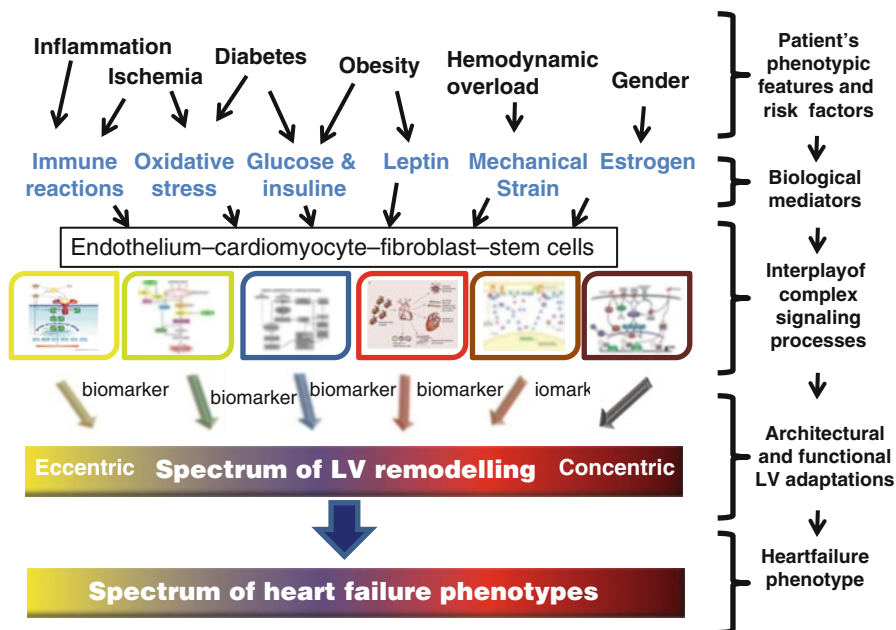 Inflammation
Ischemia
Diabetes
Obesity
Hemodynamic
overload
Gender
Immune
reactions
Oxidative
stress
Glucose &
insuline
Leptin
Mechanical
Strain
Estrogen
Endothelium–cardiomyocyte–fibroblast–stem cells
biomarker
biomarker
biomarker
biomarker
iomark
Eccentric
Spectrum of LV remodelling
Concentric
Spectrum of heart failure phenotypes
Patient's
phenotypic
features and
risk factors
Biological
mediators
Interplayof
complex
signaling
processes
Architectural
and functional
LV adaptations
Heartfailure
phenotype